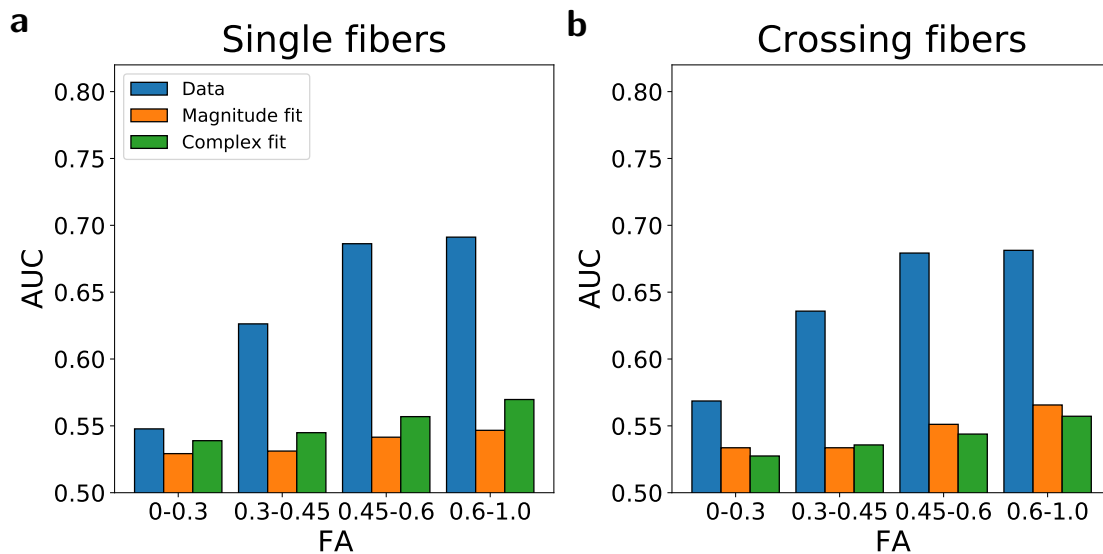 a
Single fibers
Data
Magnitude fit
Complex fit
0.80
0.75
0.70
0.65
0.60
0.55
0.50
AUC
0-0.3 0.3-0.45 0.45-0.6 0.6-1.0
FA
b
Crossing fibers
0.80
0.75
0.70
0.65
0.60
0.55
0.50
AUC
0-0.3 0.3-0.45 0.45-0.6 0.6-1.0
FA